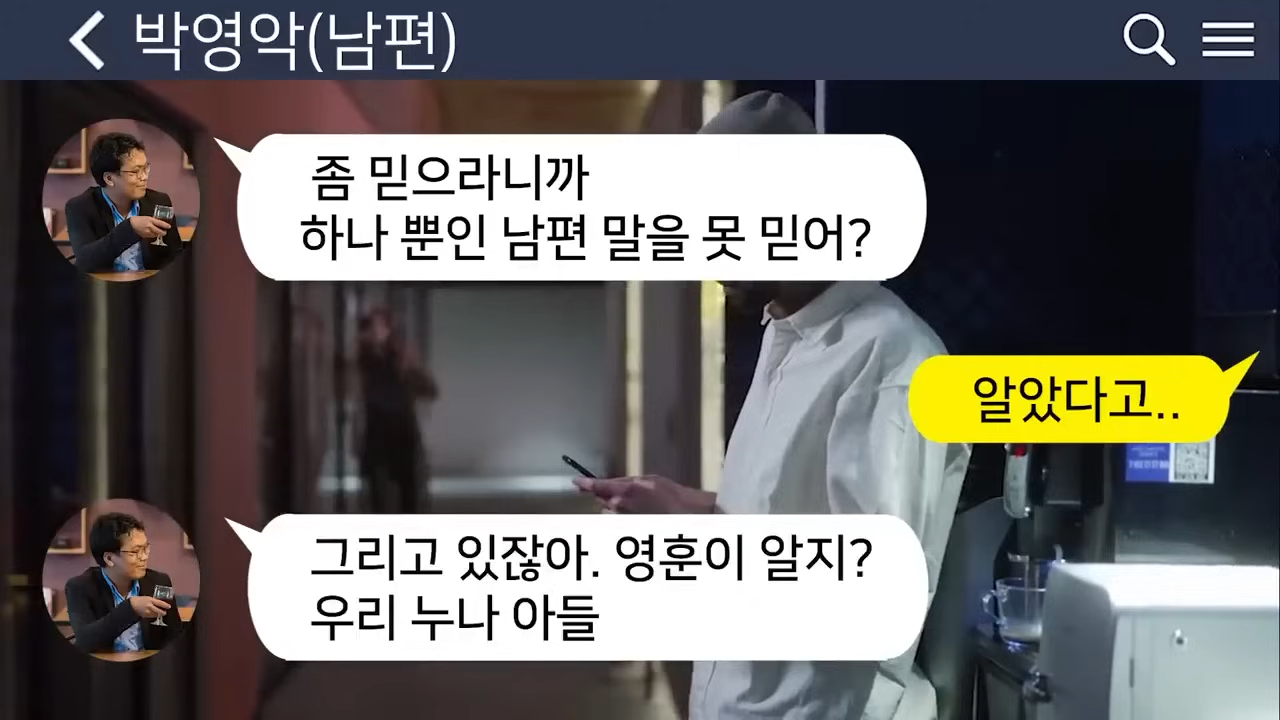 박영악(남편)
좀 믿으라니까
하나 뿐인 남편 말을 못 믿어?
알았다고..
그리고 있잖아. 영훈이 알지?
우리 누나 아들